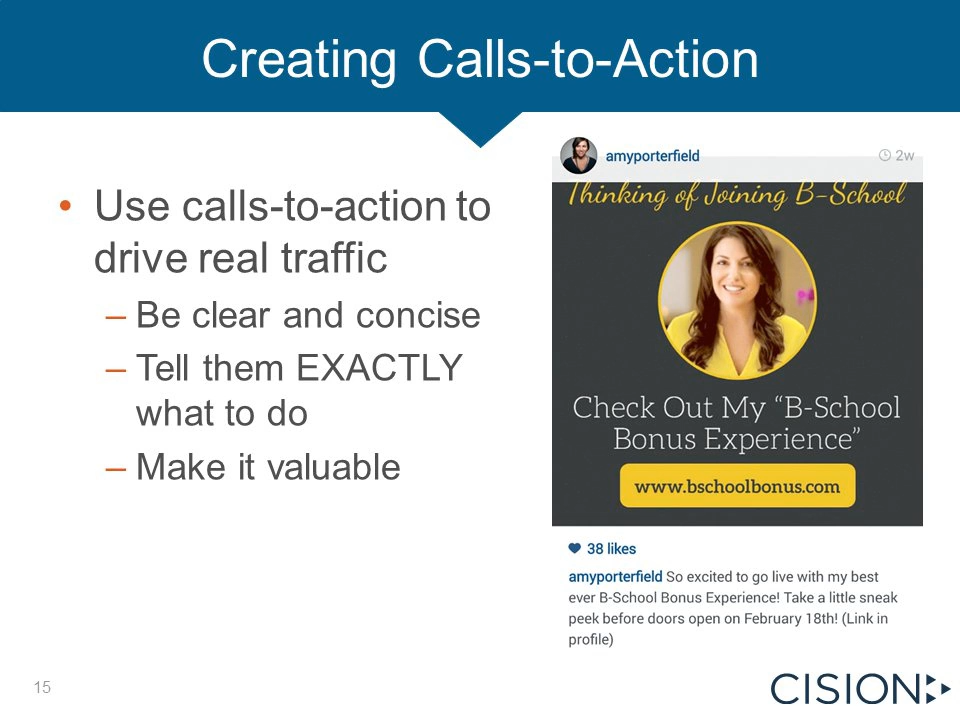 Creating Calls-to-Action
• Use calls-to-action to
drive real traffic
– Be clear and concise
– Tell them EXACTLY
what to do
– Make it valuable
amyporterfield
2w
Thinking of Joining B-School
Check Out My “B-School
Bonus Experience”
www.bschoolbonus.com
38 likes
amyporterfield So excited to go live with my best
ever B-School Bonus Experience! Take a little sneak
peek before doors open on February 18th! (Link in
profile)
15
CISION